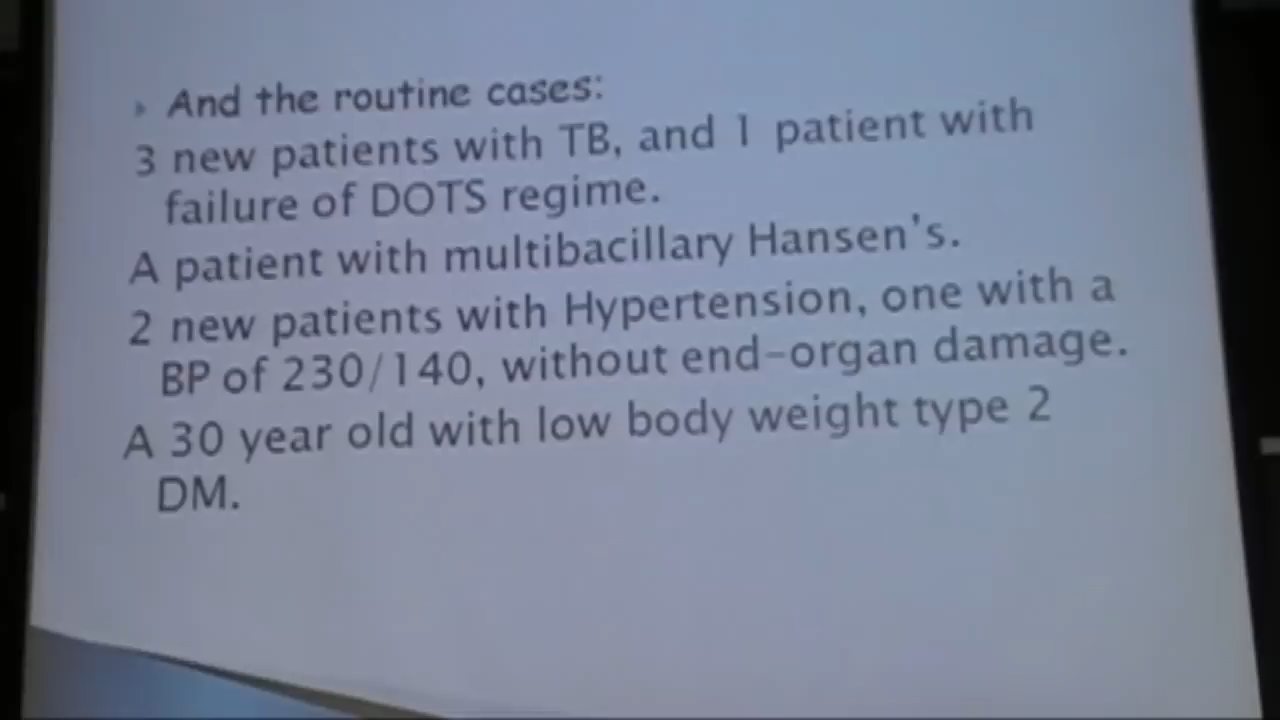 And the routine cases:
3 new patients with TB, and 1 patient with
failure of DOTS regime.
A patient with multibacillary Hansen's.
2 new patients with Hypertension, one with a
BP of 230/140, without end-organ damage.
A 30 year old with low body weight type 2
DM.